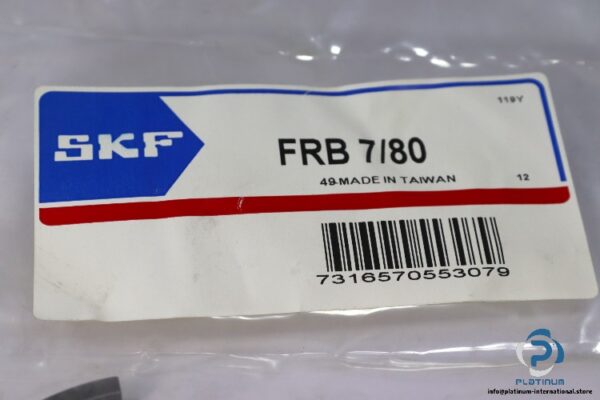 119Y
SKF
FRB 7/80
49-MADE IN TAIWAN
12
7316570553079
PLATINUM
info@platinum-international.store